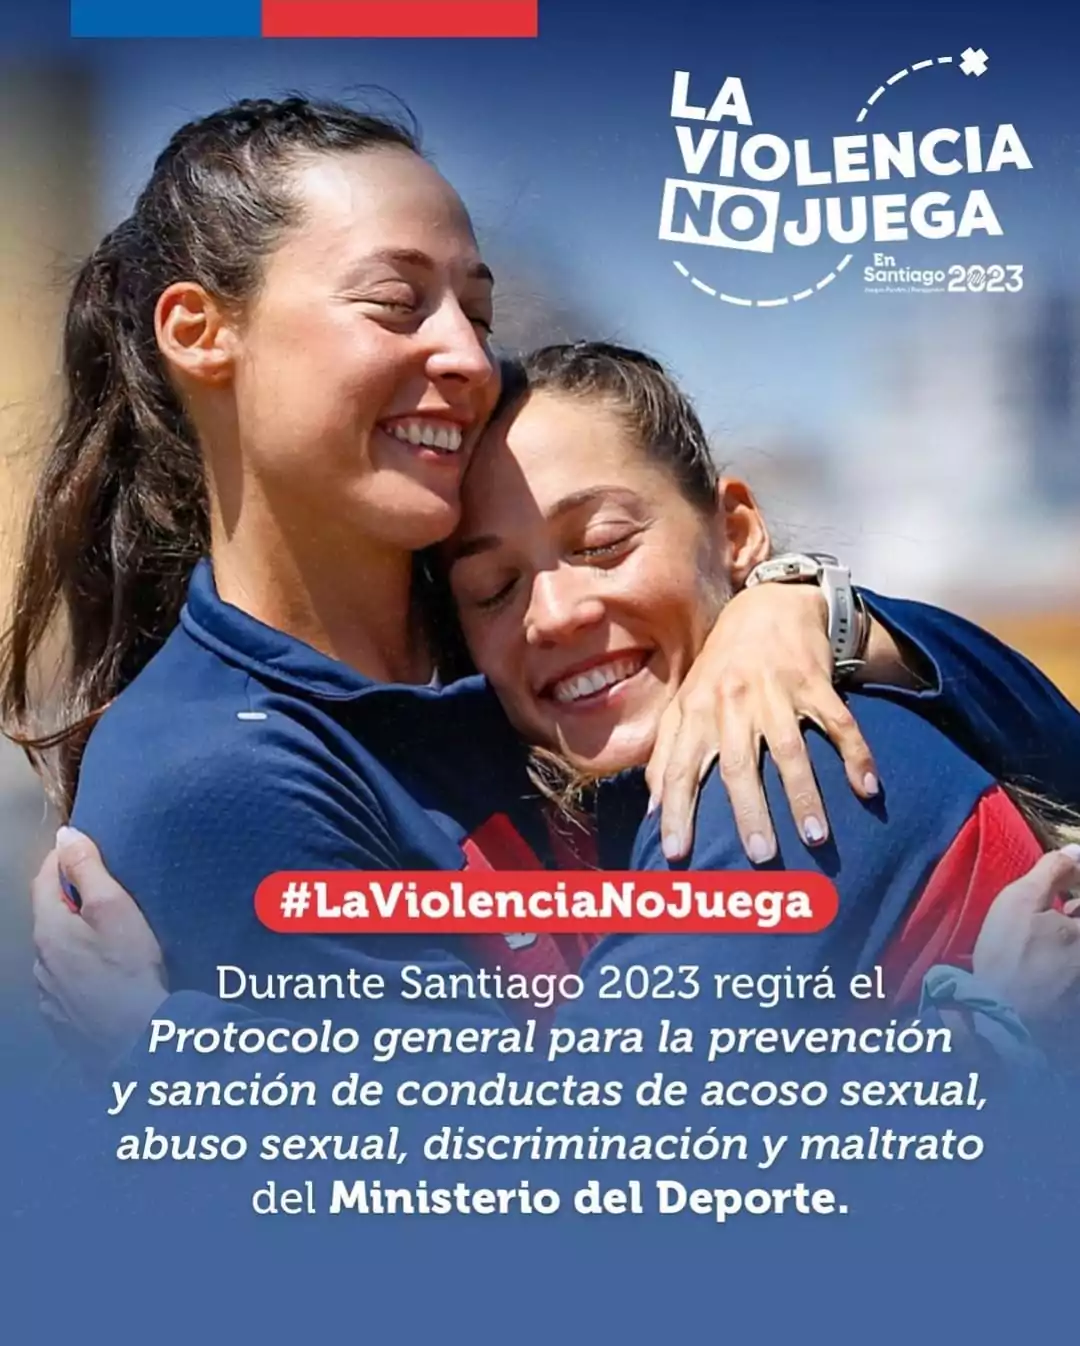 LA
VIOLENCIA
NO JUEGA
En
Santiago 2023
#LaViolenciaNoJuega
Durante Santiago 2023 regirá el
Protocolo general para la prevención
y sanción de conductas de acoso sexual,
abuso sexual, discriminación y maltrato
del Ministerio del Deporte.